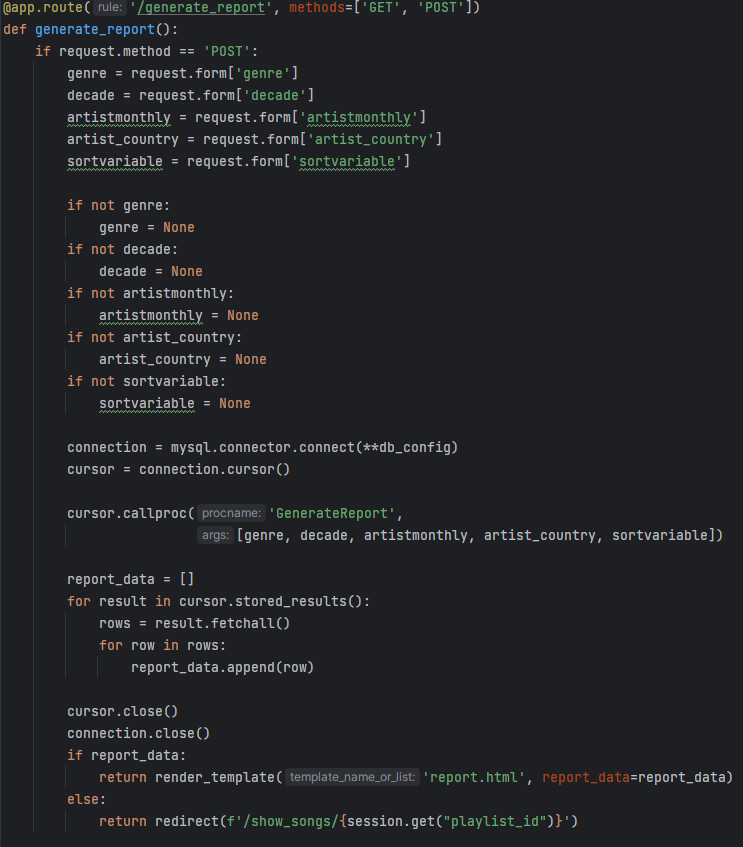 @app.route( rule: '/generate_report', methods=['GET', 'POST'])
def generate_report():
    if request.method == 'POST':
        genre = request.form['genre']
        decade = request.form['decade']
        artistmonthly = request.form['artistmonthly']
        artist_country = request.form['artist_country']
        sortvariable = request.form['sortvariable']

        if not genre:
            genre = None
        if not decade:
            decade = None
        if not artistmonthly:
            artistmonthly = None
        if not artist_country:
            artist_country = None
        if not sortvariable:
            sortvariable = None

        connection = mysql.connector.connect(**db_config)
        cursor = connection.cursor()

        cursor.callproc( procname: 'GenerateReport',
                        args: [genre, decade, artistmonthly, artist_country, sortvariable])

        report_data = []
        for result in cursor.stored_results():
            rows = result.fetchall()
            for row in rows:
                report_data.append(row)

        cursor.close()
        connection.close()
        if report_data:
            return render_template( template_name_or_list: 'report.html', report_data=report_data)
        else:
            return redirect(f'/show_songs/{session.get("playlist_id")}')